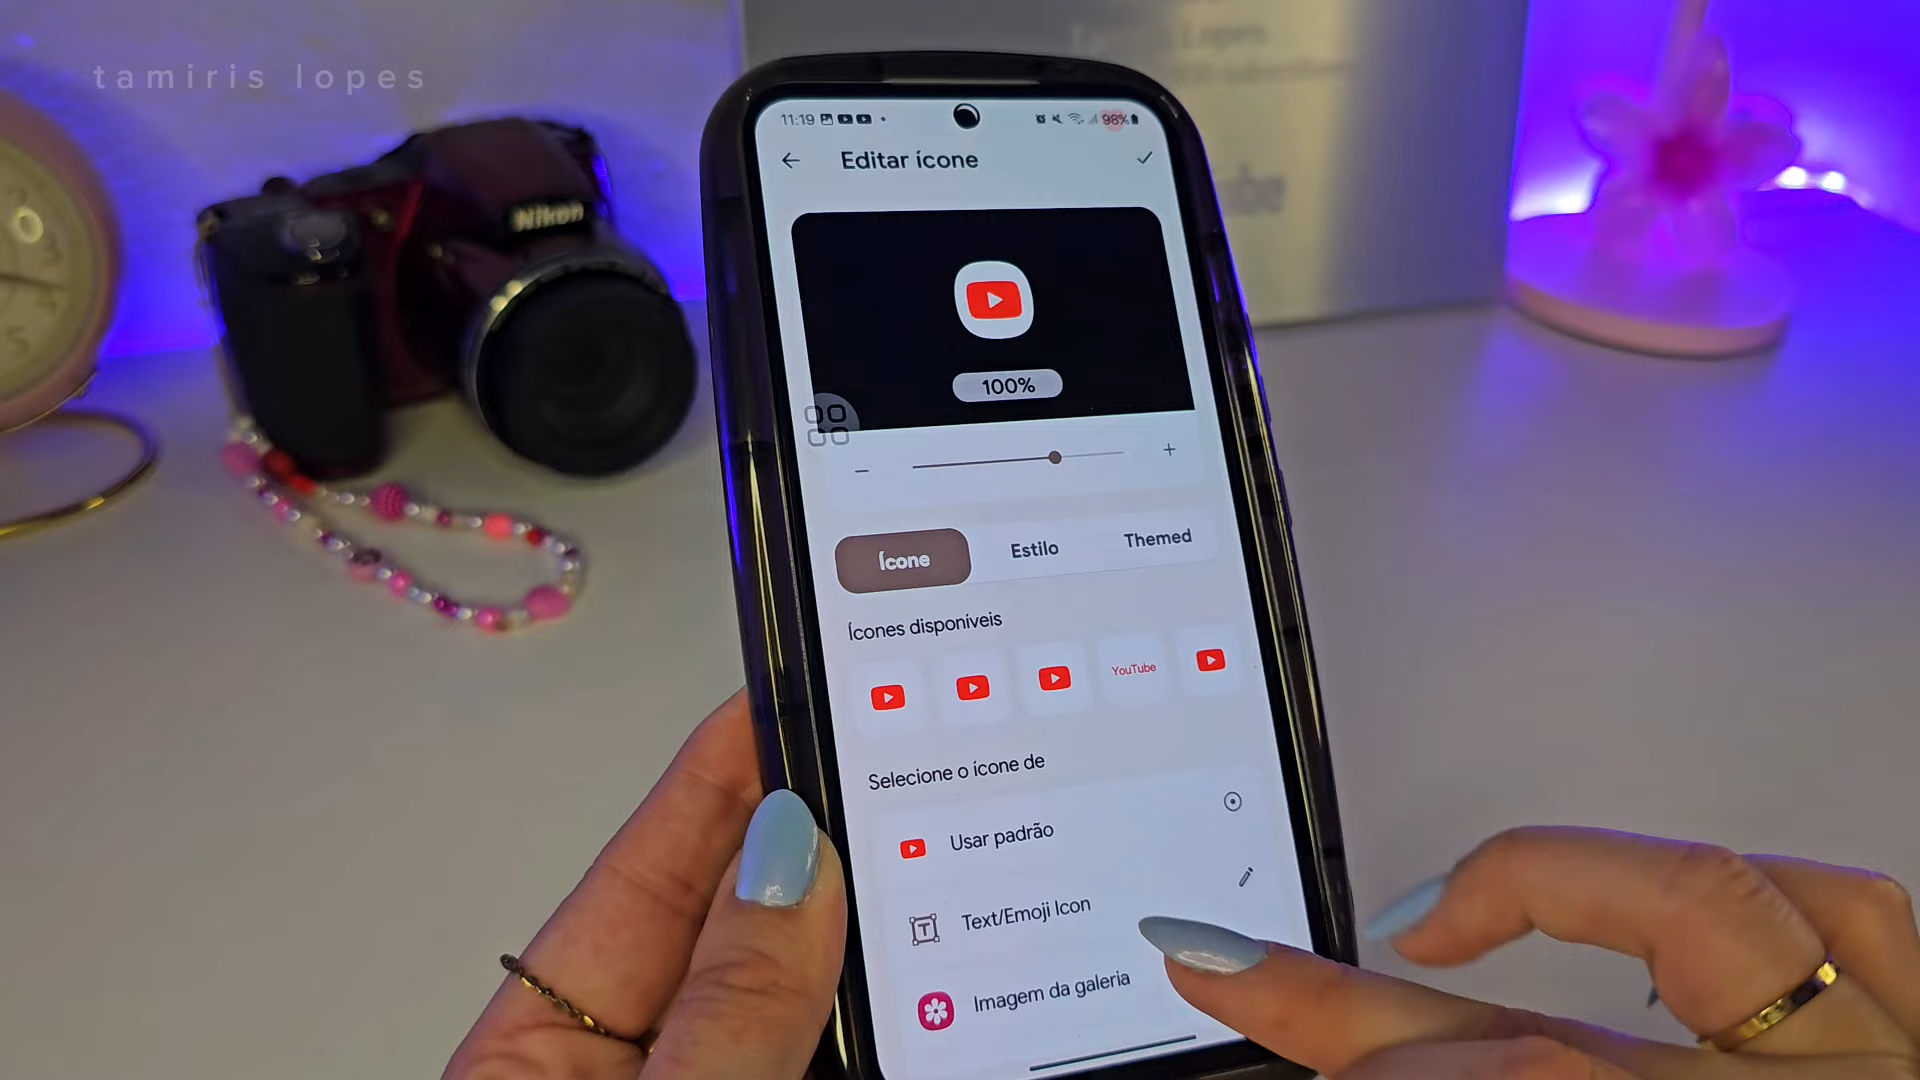 tamiris lopes
Nikon
11:19
98%
Editar ícone
100%
Ícone
Estilo
Themed
Ícones disponíveis
YouTube
Selecione o ícone de
Usar padrão
Text/Emoji Icon
Imagem da galeria